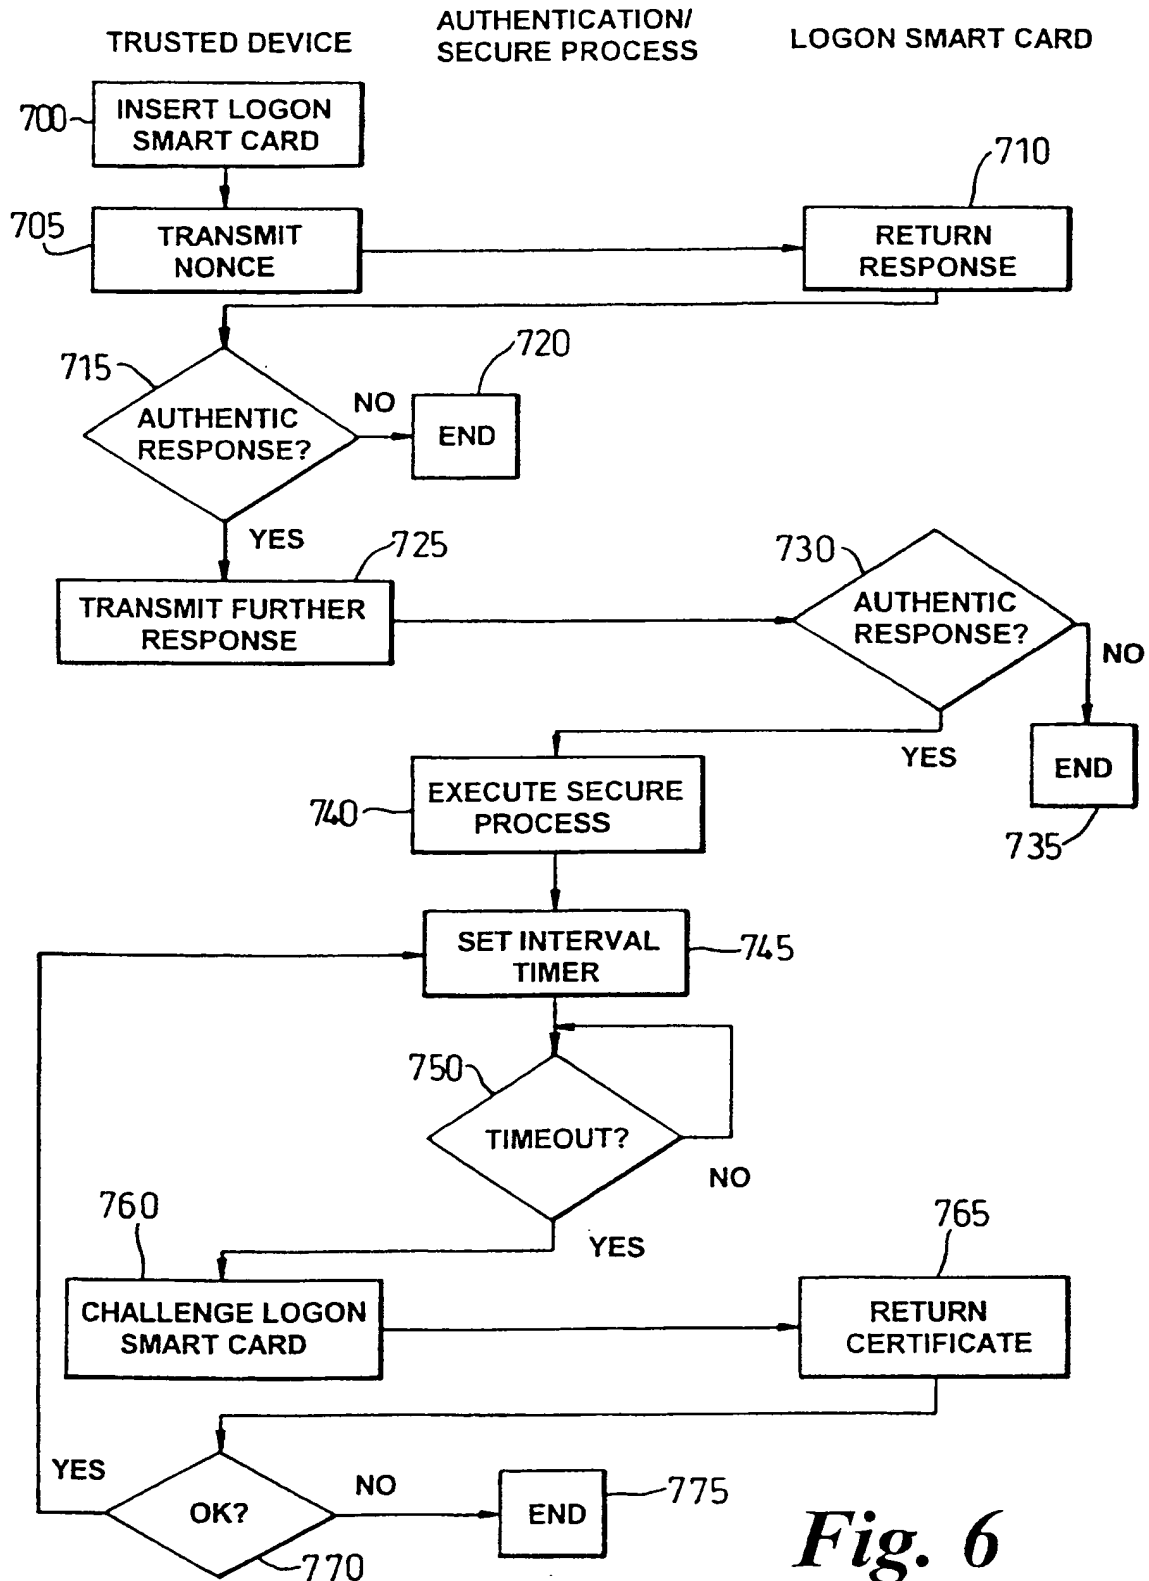 TRUSTED DEVICE
AUTHENTICATION/
SECURE PROCESS
LOGON SMART CARD
700
INSERT LOGON
SMART CARD
705
TRANSMIT
NONCE
710
RETURN
RESPONSE
715
AUTHENTIC
RESPONSE?
NO
720
END
YES
725
TRANSMIT FURTHER
RESPONSE
730
AUTHENTIC
RESPONSE?
NO
YES
END
735
740
EXECUTE SECURE
PROCESS
SET INTERVAL
TIMER
745
750
TIMEOUT?
NO
YES
760
CHALLENGE LOGON
SMART CARD
765
RETURN
CERTIFICATE
YES
OK?
NO
770
END
775
Fig. 6